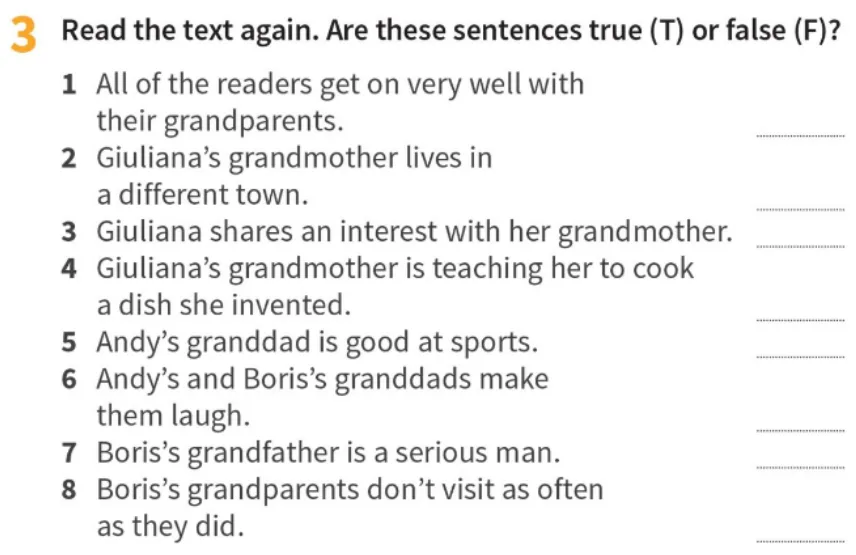 3 Read the text again. Are these sentences true (T) or false (F)?
1 All of the readers get on very well with
their grandparents.
2 Giuliana’s grandmother lives in
a different town.
3 Giuliana shares an interest with her grandmother.
4 Giuliana’s grandmother is teaching her to cook
a dish she invented.
5 Andy’s granddad is good at sports.
6 Andy’s and Boris’s granddads make
them laugh.
7 Boris’s grandfather is a serious man.
8 Boris’s grandparents don’t visit as often
as they did.